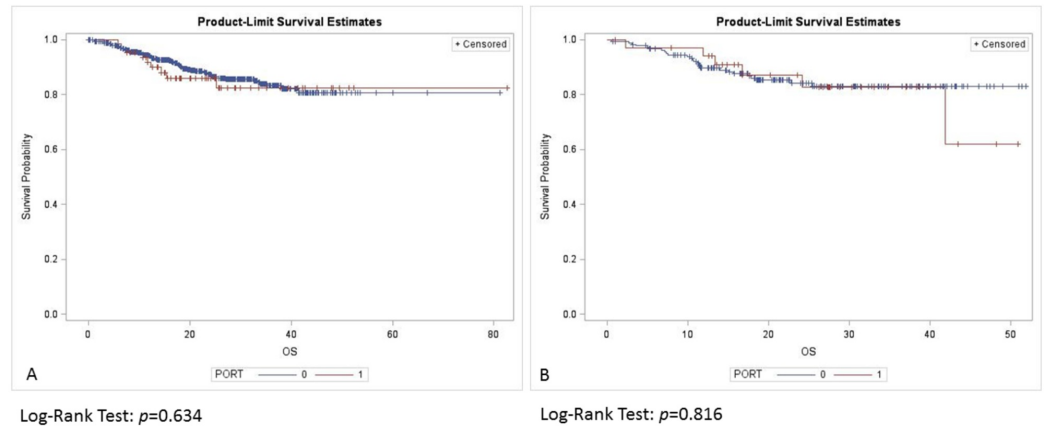 Product-Limit Survival Estimates
+ Censored
1.0
0.8
0.6
0.4
0.2
0.0
Survival Probability
0 20 40 60 80
OS
A
PORT 0 1
Log-Rank Test: p=0.634
Product-Limit Survival Estimates
+ Censored
1.0
0.8
0.6
0.4
0.2
0.0
Survival Probability
0 10 20 30 40 50
OS
B
PORT 0 1
Log-Rank Test: p=0.816